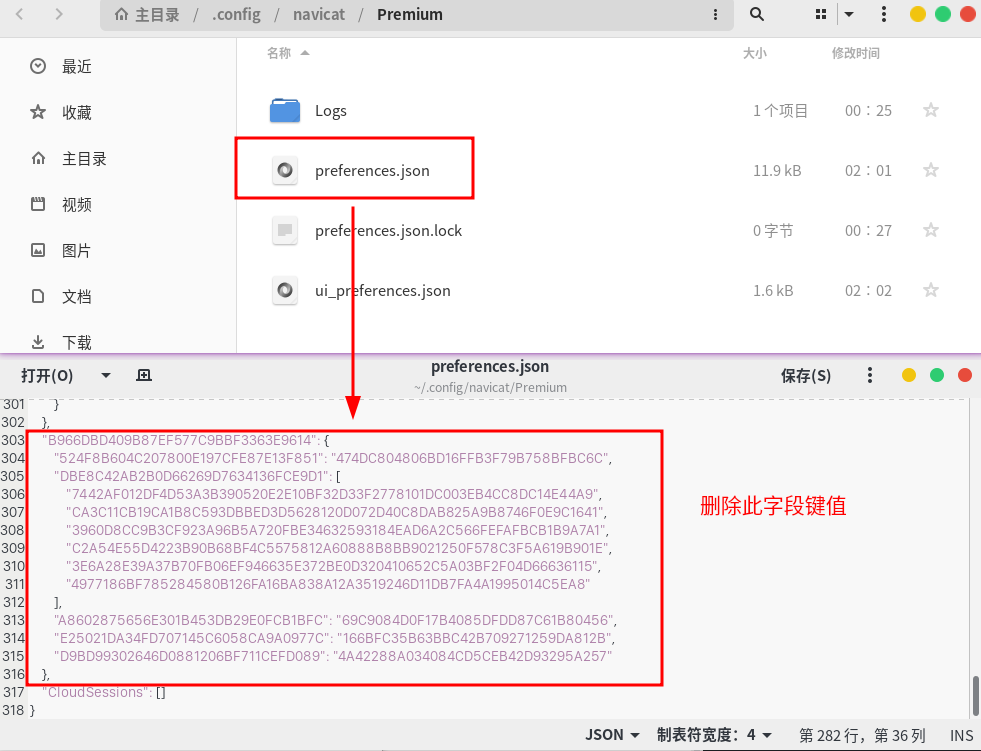 主目录 / .config / navicat / Premium
名称 大小 修改时间
最近
收藏
主目录
视频
图片
文档
下载
Logs 1 个项目 00：25
preferences.json 11.9 kB 02：01
preferences.json.lock 0 字节 00：27
ui_preferences.json 1.6 kB 02：02
打开(O) preferences.json 保存(S)
~/.config/navicat/Premium
301 }
302 },
303 "B966DBD409B87EF577C9BBF3363E9614": {
304 "524F8B604C207800E197CFE87E13F851": "474DC804806BD16FFB3F79B758BFBC6C",
305 "DBE8C42AB2B0D66269D7634136FCE9D1": [
306 "7442AF012DF4D53A3B390520E2E10BF32D33F2778101DC003EB4CC8DC14E44A9",
307 "CA3C11CB19CA1B8C593DBBED3D5628120D072D40C8DAB825A9B8746F0E9C1641",
308 "3960D8CC9B3CF923A96B5A720FBE34632593184EAD6A2C566FEFAFBCB1B9A7A1",
309 "C2A54E55D4223B90B68BF4C5575812A60888B8BB9021250F578C3F5A619B901E",
310 "3E6A28E39A37B70FB06EF946635E372BE0D320410652C5A03BF2F04D66636115",
311 "4977186BF785284580B126FA16BA838A12A3519246D11DB7FA4A1995014C5EA8"
312 ],
313 "A8602875656E301B453DB29E0FCB1BFC": "69C9084D0F17B4085DFDD87C61B80456",
314 "E25021DA34FD707145C6058CA9A0977C": "166BFC35B63BBC42B709271259DA812B",
315 "D9BD99302646D0881206BF711CEFD089": "4A42288A034084CD5CEB42D93295A257"
316 },
317 "CloudSessions": []
318 }
删除此字段键值
JSON 制表符宽度：4 第 282 行，第 36 列 INS